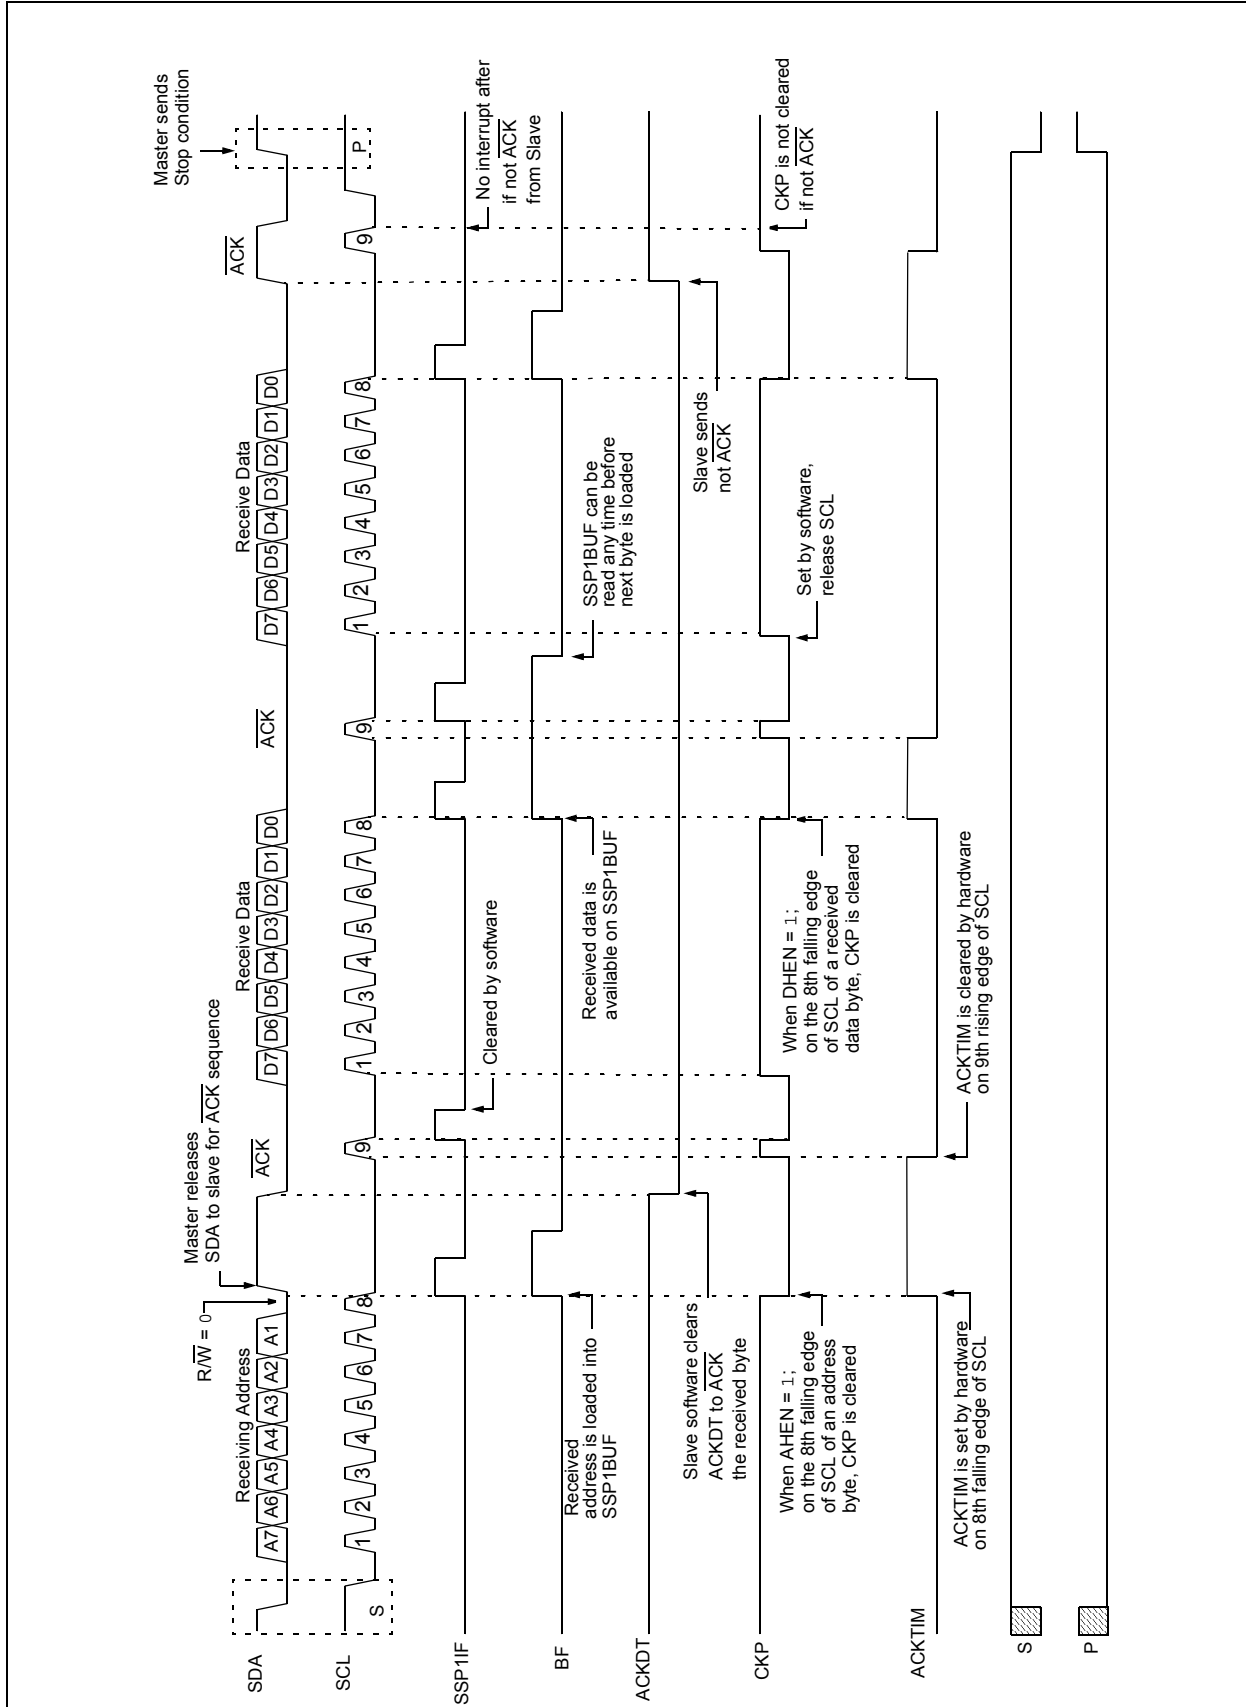 Master sends
Stop condition
Master releases
SDA to slave for ACK sequence
R/W = 0
Receiving Address
ACK
Receive Data
ACK
Receive Data
ACK
SDA
A7 A6 A5 A4 A3 A2 A1
D7 D6 D5 D4 D3 D2 D1 D0
D7 D6 D5 D4 D3 D2 D1 D0
SCL
S
1 2 3 4 5 6 7 8 9
1 2 3 4 5 6 7 8 9
1 2 3 4 5 6 7 8 9
P
SSP1IF
Cleared by software
No interrupt after
if not ACK
from Slave
BF
Received
address is loaded into
SSP1BUF
Received data is
available on SSP1BUF
SSP1BUF can be
read any time before
next byte is loaded
ACKDT
Slave software clears
ACKDT to ACK
the received byte
Slave sends
not ACK
CKP
When AHEN = 1;
on the 8th falling edge
of SCL of an address
byte, CKP is cleared
When DHEN = 1;
on the 8th falling edge
of SCL of a received
data byte, CKP is cleared
Set by software,
release SCL
CKP is not cleared
if not ACK
ACKTIM
ACKTIM is set by hardware
on 8th falling edge of SCL
ACKTIM is cleared by hardware
on 9th rising edge of SCL
S
P